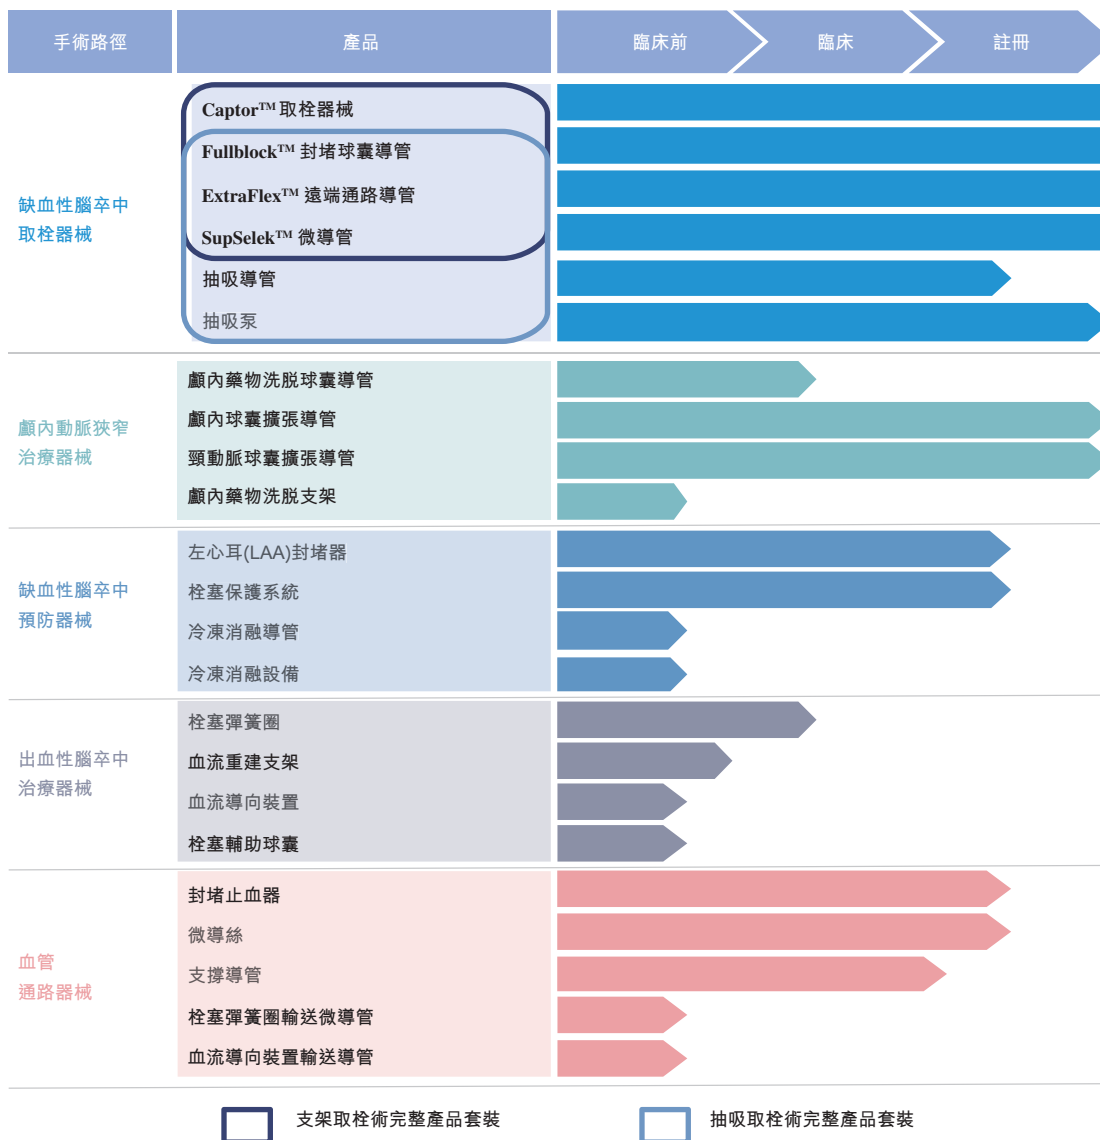 手術路徑
產品
臨床前
臨床
註冊
缺血性腦卒中
取栓器械
Captor™ 取栓器械
Fullblock™ 封堵球囊導管
ExtraFlex™ 遠端通路導管
SupSelek™ 微導管
抽吸導管
抽吸泵
顱內動脈狹窄
治療器械
顱內藥物洗脫球囊導管
顱內球囊擴張導管
頸動脈球囊擴張導管
顱內藥物洗脫支架
缺血性腦卒中
預防器械
左心耳(LAA)封堵器
栓塞保護系統
冷凍消融導管
冷凍消融設備
出血性腦卒中
治療器械
栓塞彈簧圈
血流重建支架
血流導向裝置
栓塞輔助球囊
血管
通路器械
封堵止血器
微導絲
支撐導管
栓塞彈簧圈輸送微導管
血流導向裝置輸送導管
支架取栓術完整產品套裝
抽吸取栓術完整產品套裝